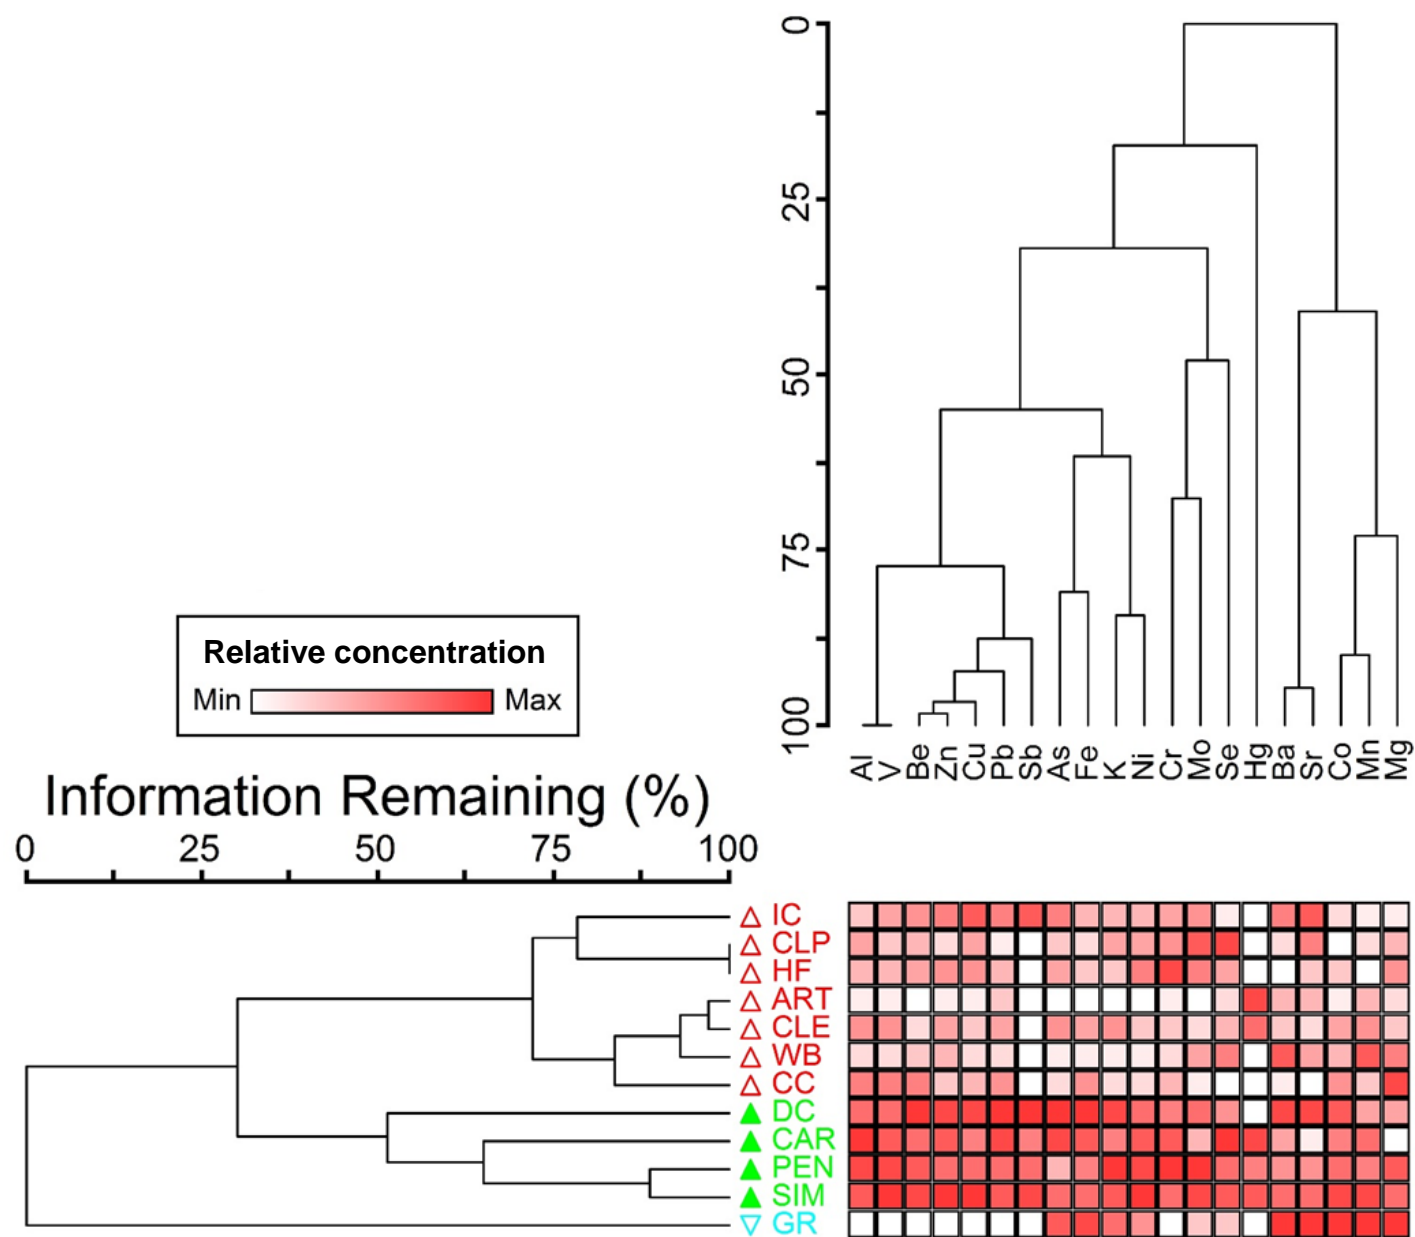 0
25
50
75
100
Al V Be Zn Cu Pb Sb As Fe K Ni Cr Mo Se Hg Ba Sr Co Mn Mg
Relative concentration
Min Max
Information Remaining (%)
0 25 50 75 100
IC
CLP
HF
ART
CLE
WB
CC
DC
CAR
PEN
SIM
GR